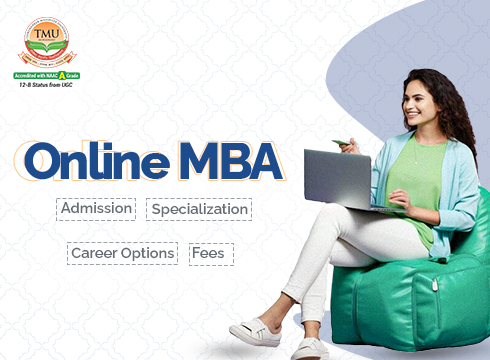 TMU
Accredited with NAAC A Grade
12-B Status from UGC
Online MBA
Admission
Specialization
Career Options
Fees